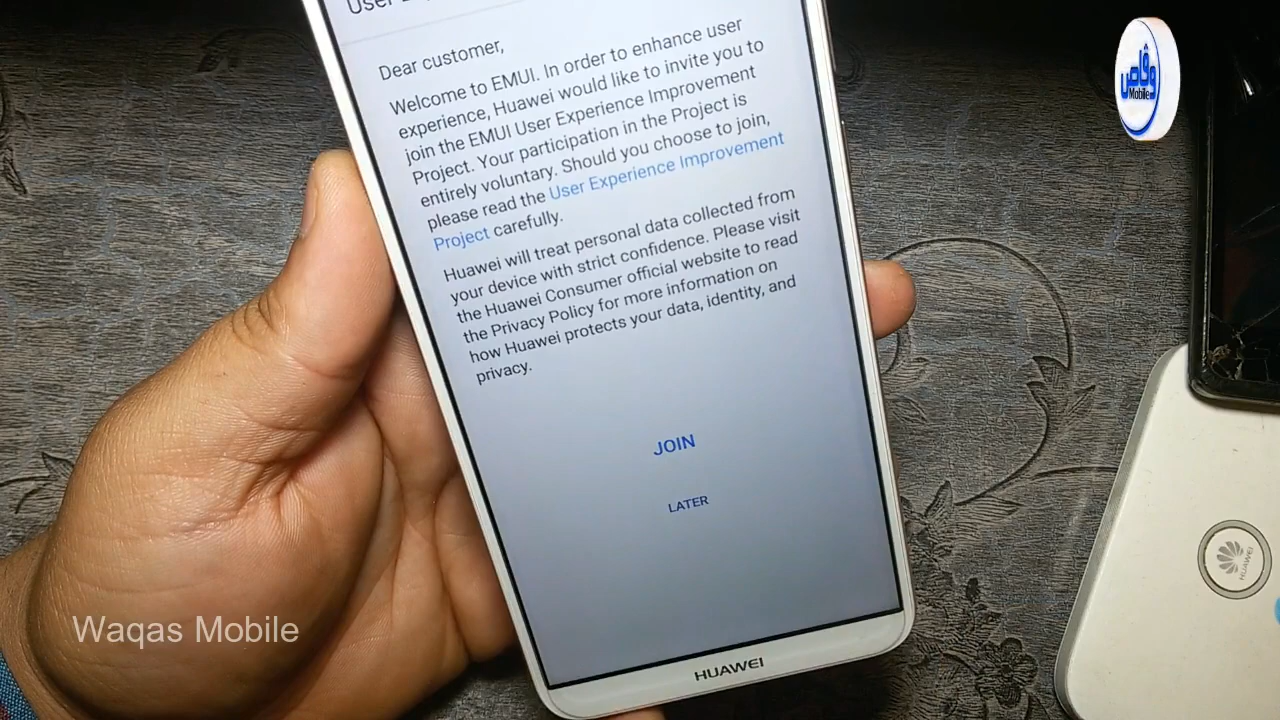 User
Dear customer,
Welcome to EMUI. In order to enhance user
experience, Huawei would like to invite you to
join the EMUI User Experience Improvement
Project. Your participation in the Project is
entirely voluntary. Should you choose to join,
please read the User Experience Improvement
Project carefully.
Huawei will treat personal data collected from
your device with strict confidence. Please visit
the Huawei Consumer official website to read
the Privacy Policy for more information on
how Huawei protects your data, identity, and
privacy.
JOIN
LATER
HUAWEI
وقاص
Mobile
HUAWEI
Waqas Mobile